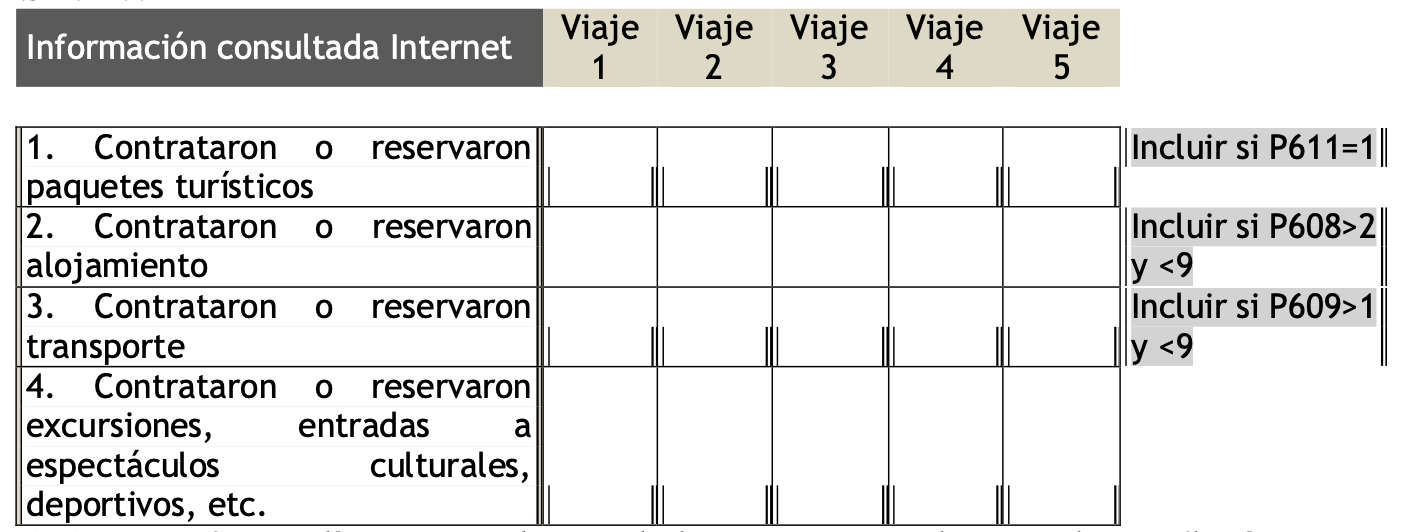 Información consultada Internet Viaje 1 Viaje 2 Viaje 3 Viaje 4 Viaje 5
1. Contrataron o reservaron Incluir si P611=1
paquetes turísticos
2. Contrataron o reservaron Incluir si P608>2
alojamiento y <9
3. Contrataron o reservaron Incluir si P609>1
transporte y <9
4. Contrataron o reservaron
excursiones, entradas a
espectáculos culturales,
deportivos, etc.